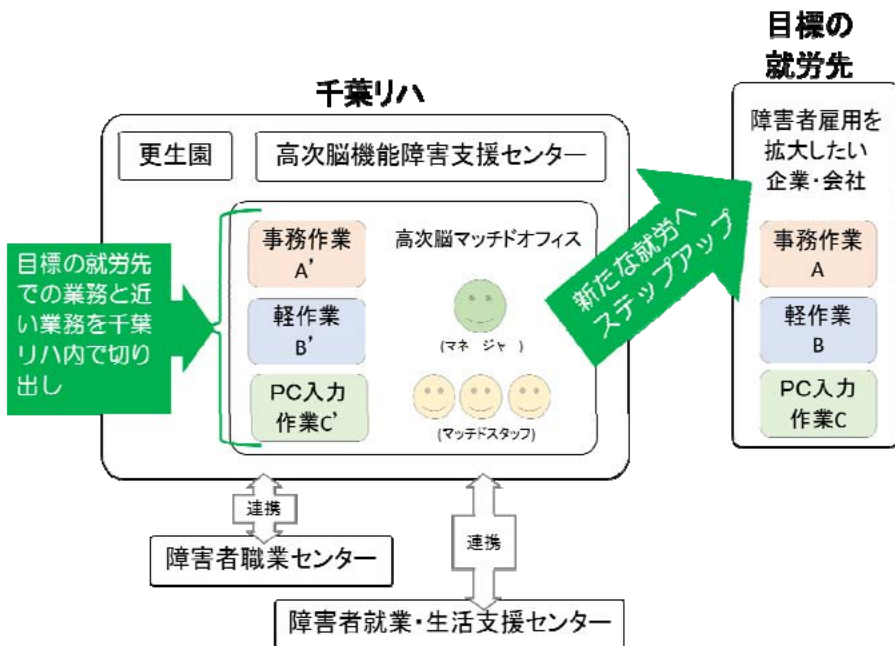 目標の
就労先
千葉リハ
更生園
高次脳機能障害支援センター
障害者雇用を
拡大したい
企業・会社
目標の就労先
での業務と近
い業務を千葉
リハ内で切り
出し
事務作業
A'
軽作業
B'
PC入力
作業C'
高次脳マッチドオフィス
(マネージャー)
(マッチドスタッフ)
新たな就労へ
ステップアップ
事務作業
A
軽作業
B
PC入力
作業C
連携
障害者職業センター
連携
障害者就業・生活支援センター